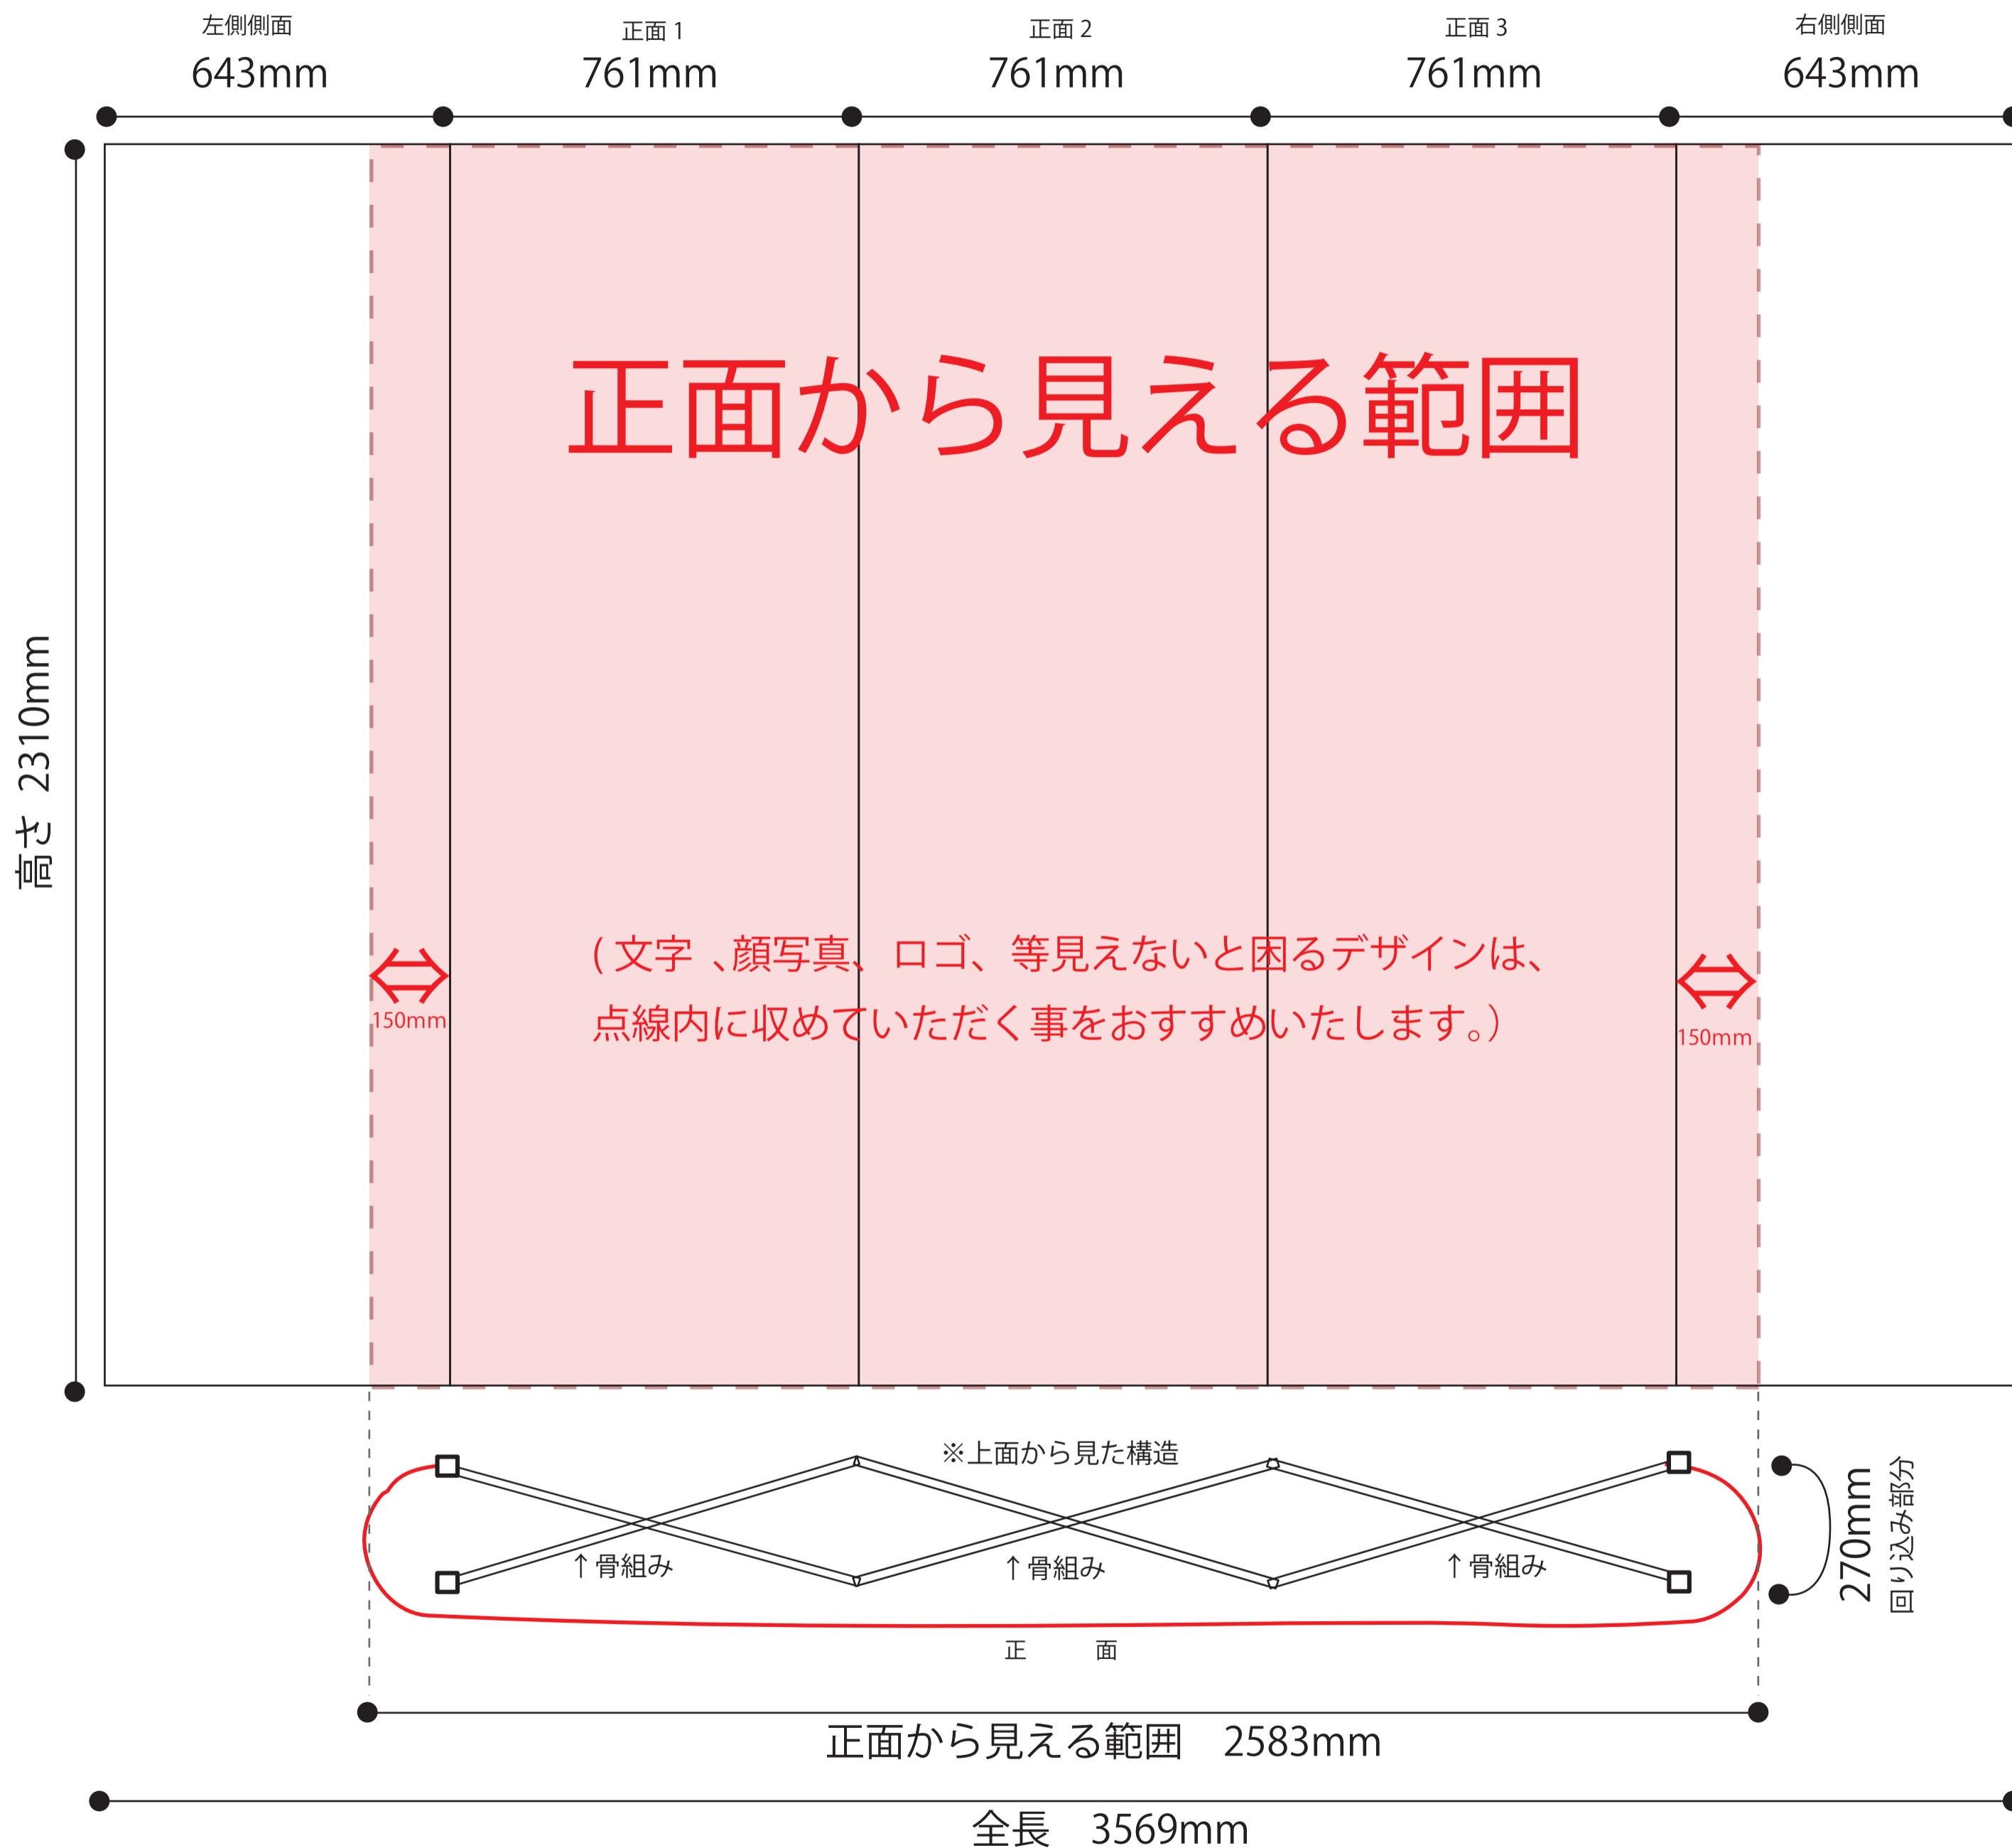 左側側面
643mm
正面 1
761mm
正面 2
761mm
正面 3
761mm
右側側面
643mm
高さ 2310mm
正面から見える範囲
(文字 、顔写真、ロゴ、等見えないと困るデザインは、
点線内に収めていただく事をおすすめいたします。)
150mm
150mm
※上面から見た構造
↑骨組み
↑骨組み
↑骨組み
270mm
回り込み部分
正 面
正面から見える範囲 2583mm
全長 3569mm